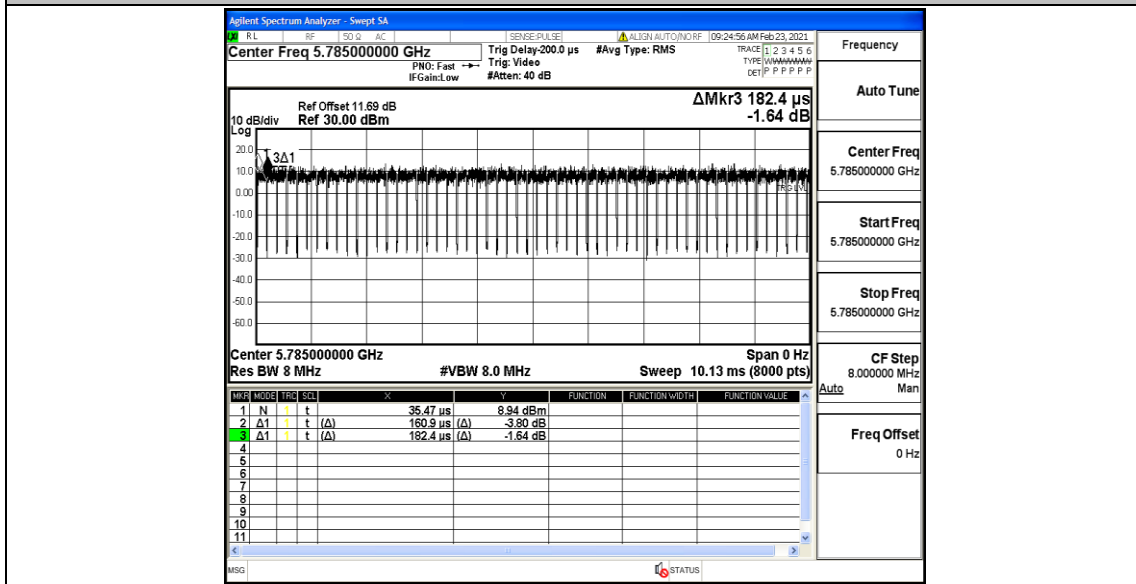 Agilent Spectrum Analyzer - Swept SA
RL RF 50 Ω AC SENSE:PULSE ALIGN AUTO/NO RF 09:24:56 AM Feb 23, 2021
Center Freq 5.785000000 GHz
PNO: Fast
IFGain:Low
Trig Delay-200.0 µs
Trig: Video
#Atten: 40 dB
#Avg Type: RMS
TRACE 1 2 3 4 5 6
TYPE
DET P P P P P P
Ref Offset 11.69 dB
Ref 30.00 dBm
10 dB/div
Log
ΔMkr3 182.4 µs
-1.64 dB
20.0
10.0
0.00
-10.0
-20.0
-30.0
-40.0
-50.0
-60.0
3Δ1
TRIG LVL
Center 5.785000000 GHz
Span 0 Hz
Res BW 8 MHz
#VBW 8.0 MHz
Sweep 10.13 ms (8000 pts)
MKR MODE TRC SCL X Y FUNCTION FUNCTION WIDTH FUNCTION VALUE
1 N 1 t 35.47 µs 8.94 dBm
2 Δ1 1 t (Δ) 160.9 µs (Δ) -3.80 dB
3 Δ1 1 t (Δ) 182.4 µs (Δ) -1.64 dB
4
5
6
7
8
9
10
11
MSG
STATUS
Frequency
Auto Tune
Center Freq
5.785000000 GHz
Start Freq
5.785000000 GHz
Stop Freq
5.785000000 GHz
CF Step
8.000000 MHz
Auto Man
Freq Offset
0 Hz